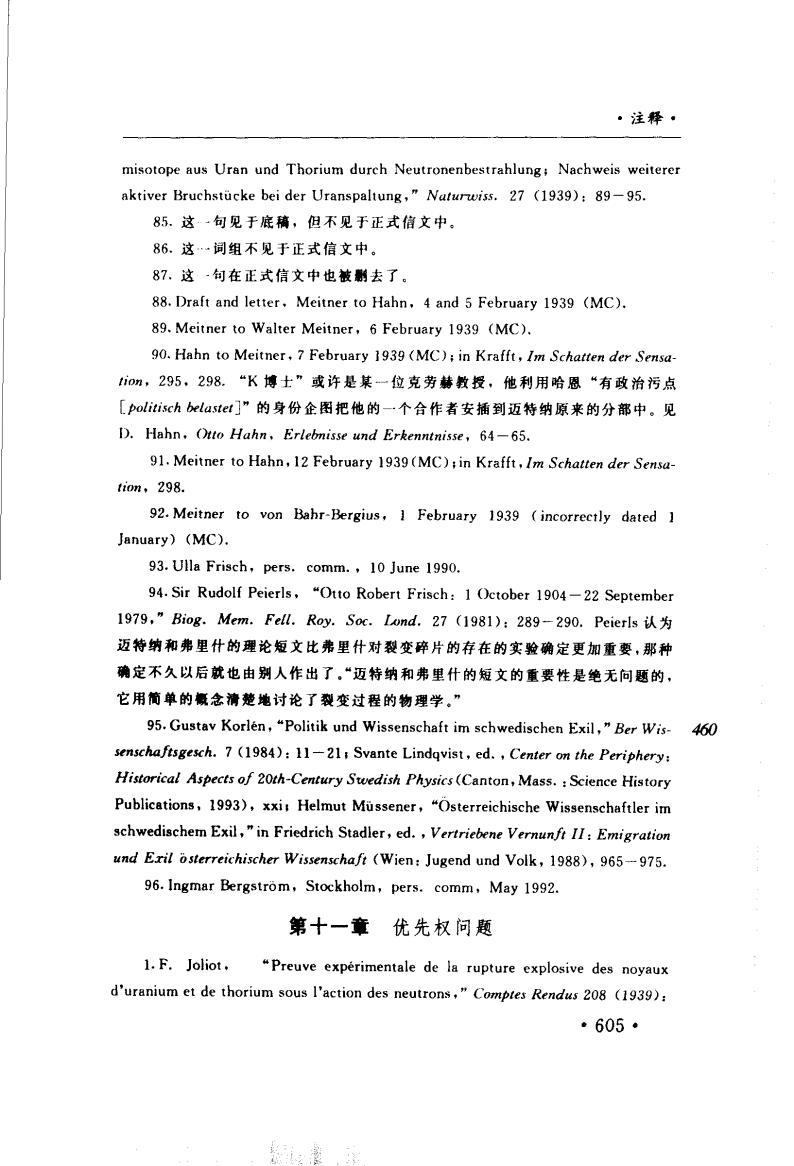 ·注释·
misotope aus Uran und Thorium durch Neutronenbestrahlung; Nachweis weiterer
aktiver Bruchstücke bei der Uranspaltung,” Naturwiss. 27 (1939): 89－95.
85. 这一句见于底稿，但不见于正式信文中。
86. 这一词组不见于正式信文中。
87. 这一句在正式信文中也被删去了。
88. Draft and letter, Meitner to Hahn, 4 and 5 February 1939 (MC).
89. Meitner to Walter Meitner, 6 February 1939 (MC).
90. Hahn to Meitner, 7 February 1939 (MC); in Krafft, Im Schatten der Sensa-
tion, 295, 298. “K 博士”或许是某一位克劳赫教授，他利用哈恩“有政治污点
[politisch belastet]”的身份企图把他的一个合作者安插到迈特纳原来的分部中。见
D. Hahn, Otto Hahn, Erlebnisse und Erkenntnisse, 64－65.
91. Meitner to Hahn, 12 February 1939 (MC); in Krafft, Im Schatten der Sensa-
tion, 298.
92. Meitner to von Bahr-Bergius, 1 February 1939 (incorrectly dated 1
January) (MC).
93. Ulla Frisch, pers. comm., 10 June 1990.
94. Sir Rudolf Peierls, “Otto Robert Frisch: 1 October 1904－22 September
1979,” Biog. Mem. Fell. Roy. Soc. Lond. 27 (1981): 289－290. Peierls 认为
迈特纳和弗里什的理论短文比弗里什对裂变碎片的存在的实验确定更加重要，那种
确定不久以后就也由别人作出了。“迈特纳和弗里什的短文的重要性是绝无问题的，
它用简单的概念清楚地讨论了裂变过程的物理学。”
95. Gustav Korlén, “Politik und Wissenschaft im schwedischen Exil,” Ber Wis- 460
senschaftsgesch. 7 (1984): 11－21; Svante Lindqvist, ed., Center on the Periphery:
Historical Aspects of 20th-Century Swedish Physics (Canton, Mass.: Science History
Publications, 1993), xxi; Helmut Müssener, “Österreichische Wissenschaftler im
schwedischem Exil,” in Friedrich Stadler, ed., Vertriebene Vernunft II: Emigration
und Exil österreichischer Wissenschaft (Wien: Jugend und Volk, 1988), 965－975.
96. Ingmar Bergström, Stockholm, pers. comm, May 1992.
第十一章 优先权问题
1. F. Joliot, “Preuve expérimentale de la rupture explosive des noyaux
d'uranium et de thorium sous l'action des neutrons,” Comptes Rendus 208 (1939):
·605·